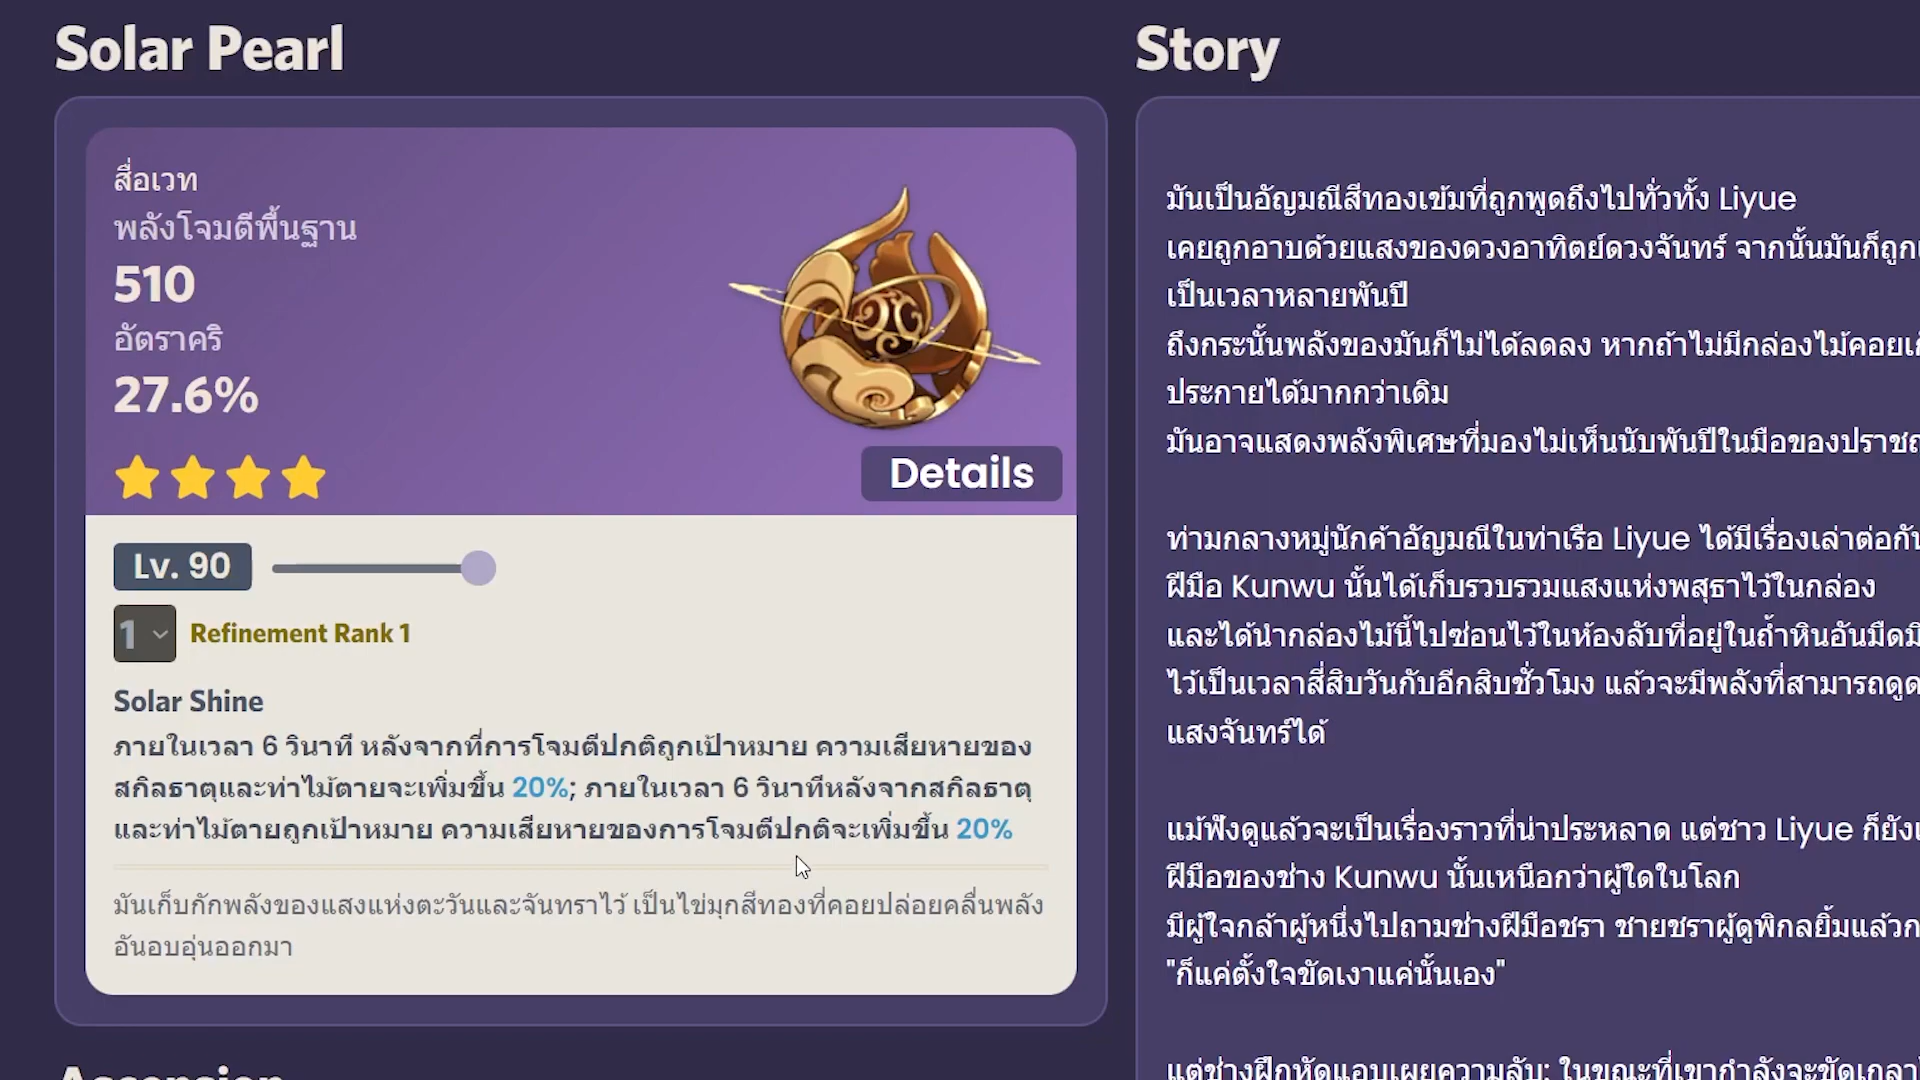 Solar Pearl
สื่อเวท
พลังโจมตีพื้นฐาน
510
อัตราคริ
27.6%
Details
Lv. 90
1
Refinement Rank 1
Solar Shine
ภายในเวลา 6 วินาที หลังจากที่การโจมตีปกติถูกเป้าหมาย ความเสียหายของ
สกิลธาตุและท่าไม้ตายจะเพิ่มขึ้น 20%; ภายในเวลา 6 วินาทีหลังจากสกิลธาตุ
และท่าไม้ตายถูกเป้าหมาย ความเสียหายของการโจมตีปกติจะเพิ่มขึ้น 20%
มันเก็บกักพลังของแสงแห่งตะวันและจันทราไว้ เป็นไข่มุกสีทองที่คอยปล่อยคลื่นพลัง
อันอบอุ่นออกมา
Story
มันเป็นอัญมณีสีทองเข้มที่ถูกพูดถึงไปทั่วทั้ง Liyue
เคยถูกอาบด้วยแสงของดวงอาทิตย์ดวงจันทร์ จากนั้นมันก็ถูก
เป็นเวลาหลายพันปี
ถึงกระนั้นพลังของมันก็ไม่ได้ลดลง หากถ้าไม่มีกล่องไม้คอย
ประกายได้มากกว่าเดิม
มันอาจแสดงพลังพิเศษที่มองไม่เห็นนับพันปีในมือของ
ท่ามกลางหมู่นักค้าอัญมณีในท่าเรือ Liyue ได้มีเรื่องเล่าต่อ
ฝีมือ Kunwu นั้นได้เก็บรวบรวมแสงแห่งพสุธาไว้ในกล่อง
และได้นำกล่องไม้นี้ไปซ่อนไว้ในห้องลับที่อยู่ในถ้ำหินอันมืด
ไว้เป็นเวลาสี่สิบวันกับอีกสิบชั่วโมง แล้วจะมีพลังที่สามารถดูด
แสงจันทร์ได้
แม้ฟังดูแล้วจะเป็นเรื่องราวที่น่าประหลาด แต่ชาว Liyue ก็ยัง
ฝีมือของช่าง Kunwu นั้นเหนือกว่าผู้ใดในโลก
มีผู้ใจกล้าผู้หนึ่งไปถามช่างฝีมือชรา ชายชราผู้ดูพิกลยิ้มแล้ว
"ก็แค่ตั้งใจขัดเงาแค่นั้นเอง"
แต่ช่างฝึกหัดแอบเผยความลับ: ในขณะที่เขากำลังจะขัด
Ascension